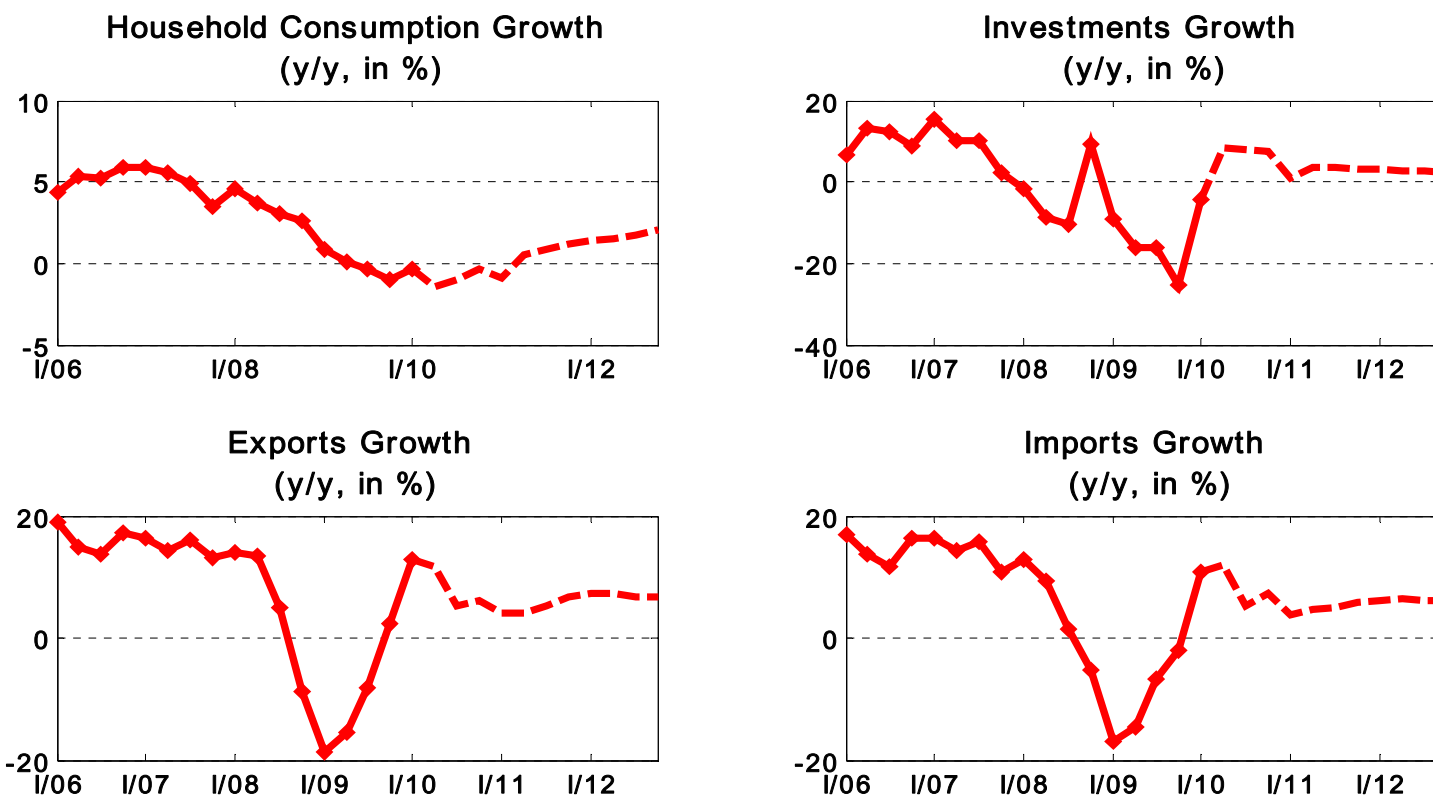 Household Consumption Growth
(y/y, in %)
10
5
0
-5
I/06 I/08 I/10 I/12
Investments Growth
(y/y, in %)
20
0
-20
-40
I/06 I/07 I/08 I/09 I/10 I/11 I/12
Exports Growth
(y/y, in %)
20
0
-20
I/06 I/07 I/08 I/09 I/10 I/11 I/12
Imports Growth
(y/y, in %)
20
0
-20
I/06 I/07 I/08 I/09 I/10 I/11 I/12